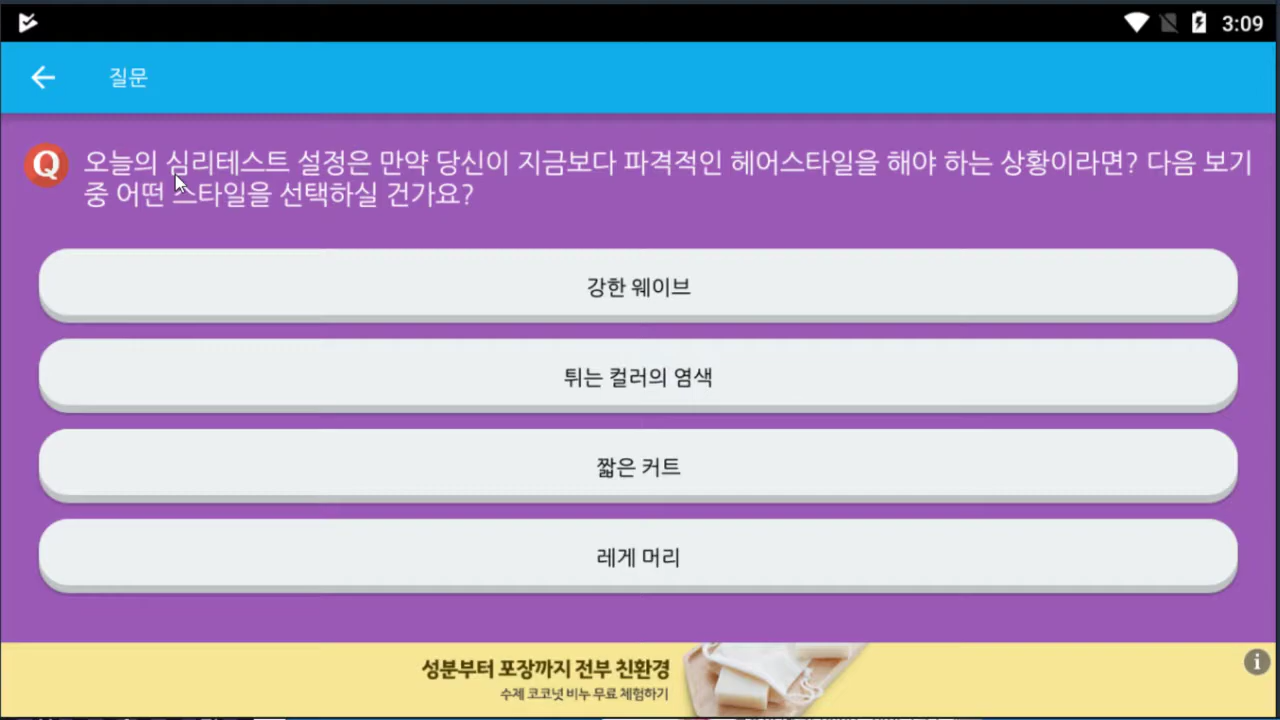 3:09
질문
Q
오늘의 심리테스트 설정은 만약 당신이 지금보다 파격적인 헤어스타일을 해야 하는 상황이라면? 다음 보기
중 어떤 스타일을 선택하실 건가요?
강한 웨이브
튀는 컬러의 염색
짧은 커트
레게 머리
성분부터 포장까지 전부 친환경
수제 코코넛 비누 무료 체험하기